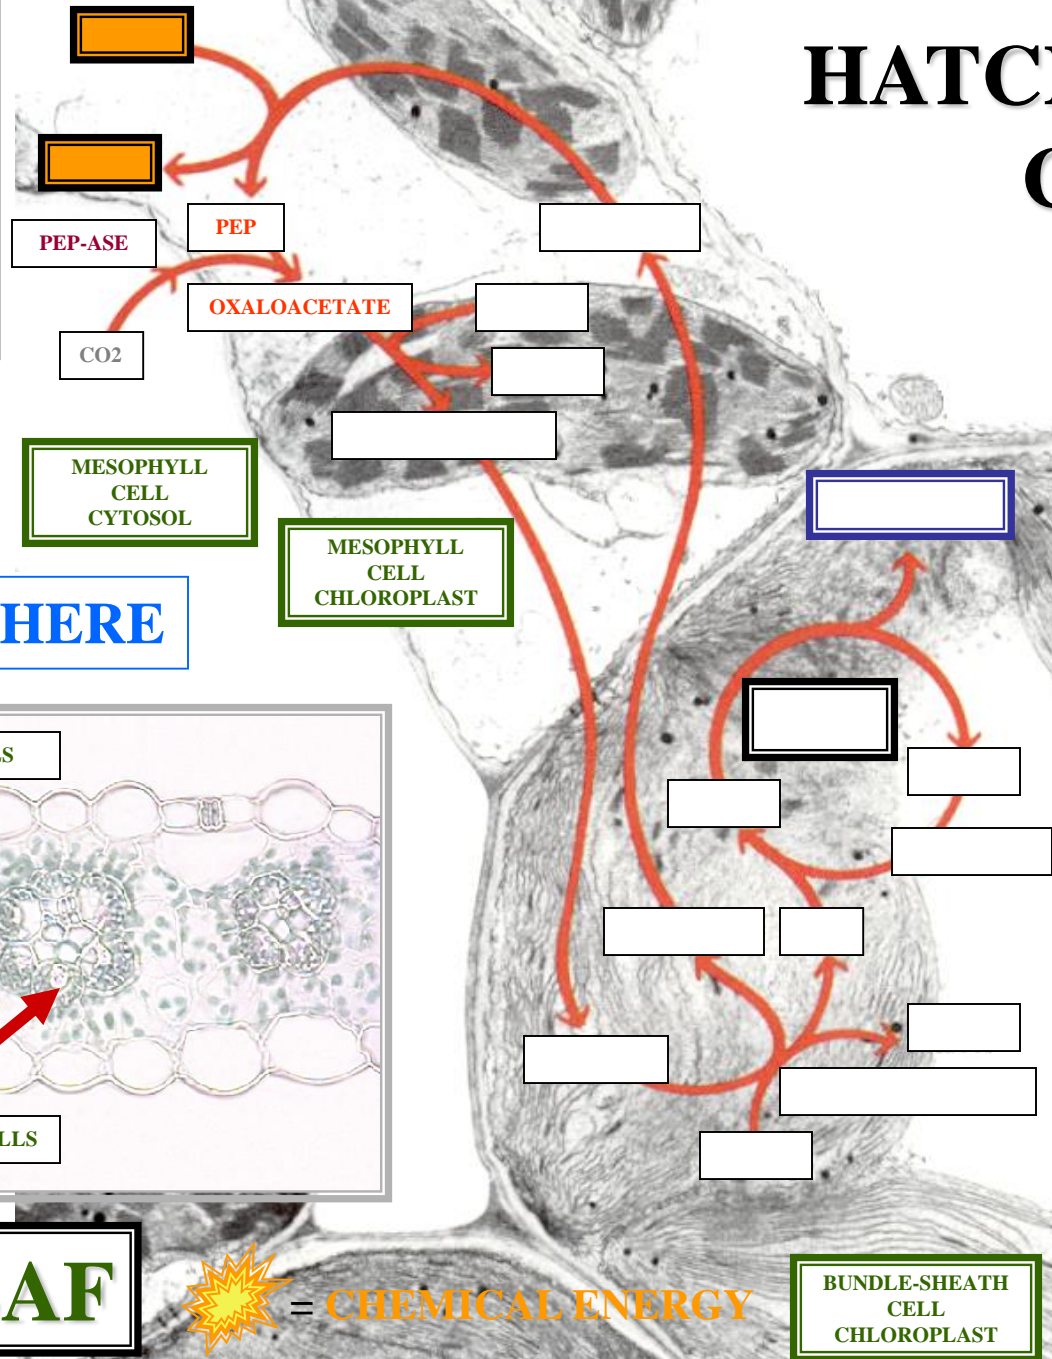 HATC
C
PEP-ASE
PEP
OXALOACETATE
CO2
MESOPHYLL
CELL
CYTOSOL
MESOPHYLL
CELL
CHLOROPLAST
HERE
S
LLS
AF
= CHEMICAL ENERGY
BUNDLE-SHEATH
CELL
CHLOROPLAST